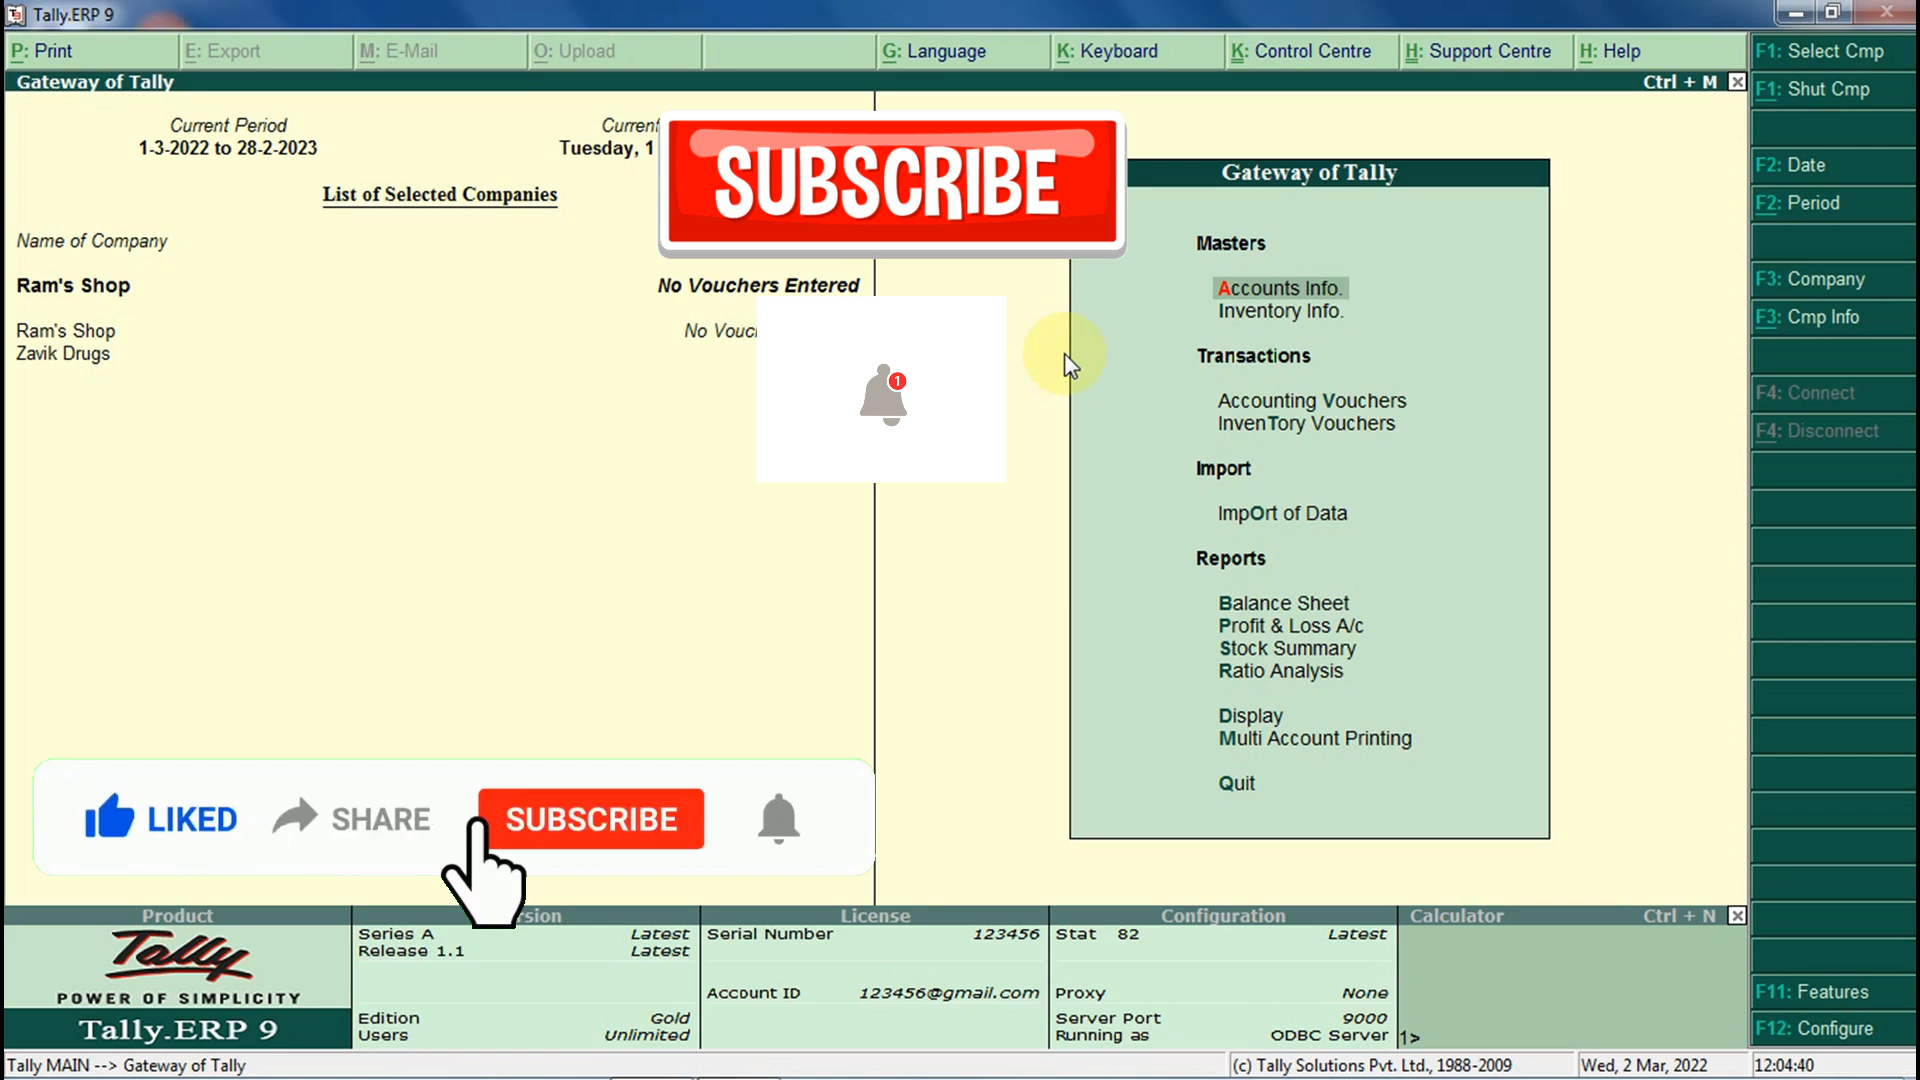 Tally.ERP 9
P: Print
E: Export
M: E-Mail
O: Upload
G: Language
K: Keyboard
K: Control Centre
H: Support Centre
H: Help
Gateway of Tally
Ctrl + M
Current Period
1-3-2022 to 28-2-2023
Tuesday, 1
List of Selected Companies
Name of Company
Ram's Shop
No Vouchers Entered
Ram's Shop
No
Zavik Drugs
SUBSCRIBE
1
Gateway of Tally
Masters
Accounts Info.
Inventory Info.
Transactions
Accounting Vouchers
InvenTory Vouchers
Import
ImpOrt of Data
Reports
Balance Sheet
Profit & Loss A/c
Stock Summary
Ratio Analysis
Display
Multi Account Printing
Quit
F1: Select Cmp
F1: Shut Cmp
F2: Date
F2: Period
F3: Company
F3: Cmp Info
F4: Connect
F4: Disconnect
F11: Features
F12: Configure
LIKED
SHARE
SUBSCRIBE
Product
Tally
POWER OF SIMPLICITY
Tally.ERP 9
Series A Latest
Release 1.1 Latest
Edition Gold
Users Unlimited
License
Serial Number 123456
Account ID 123456@gmail.com
Configuration
Stat 82 Latest
Proxy None
Server Port 9000
Running as ODBC Server
Calculator
Ctrl + N
1>
Tally MAIN --> Gateway of Tally
(c) Tally Solutions Pvt. Ltd., 1988-2009
Wed, 2 Mar, 2022
12:04:40